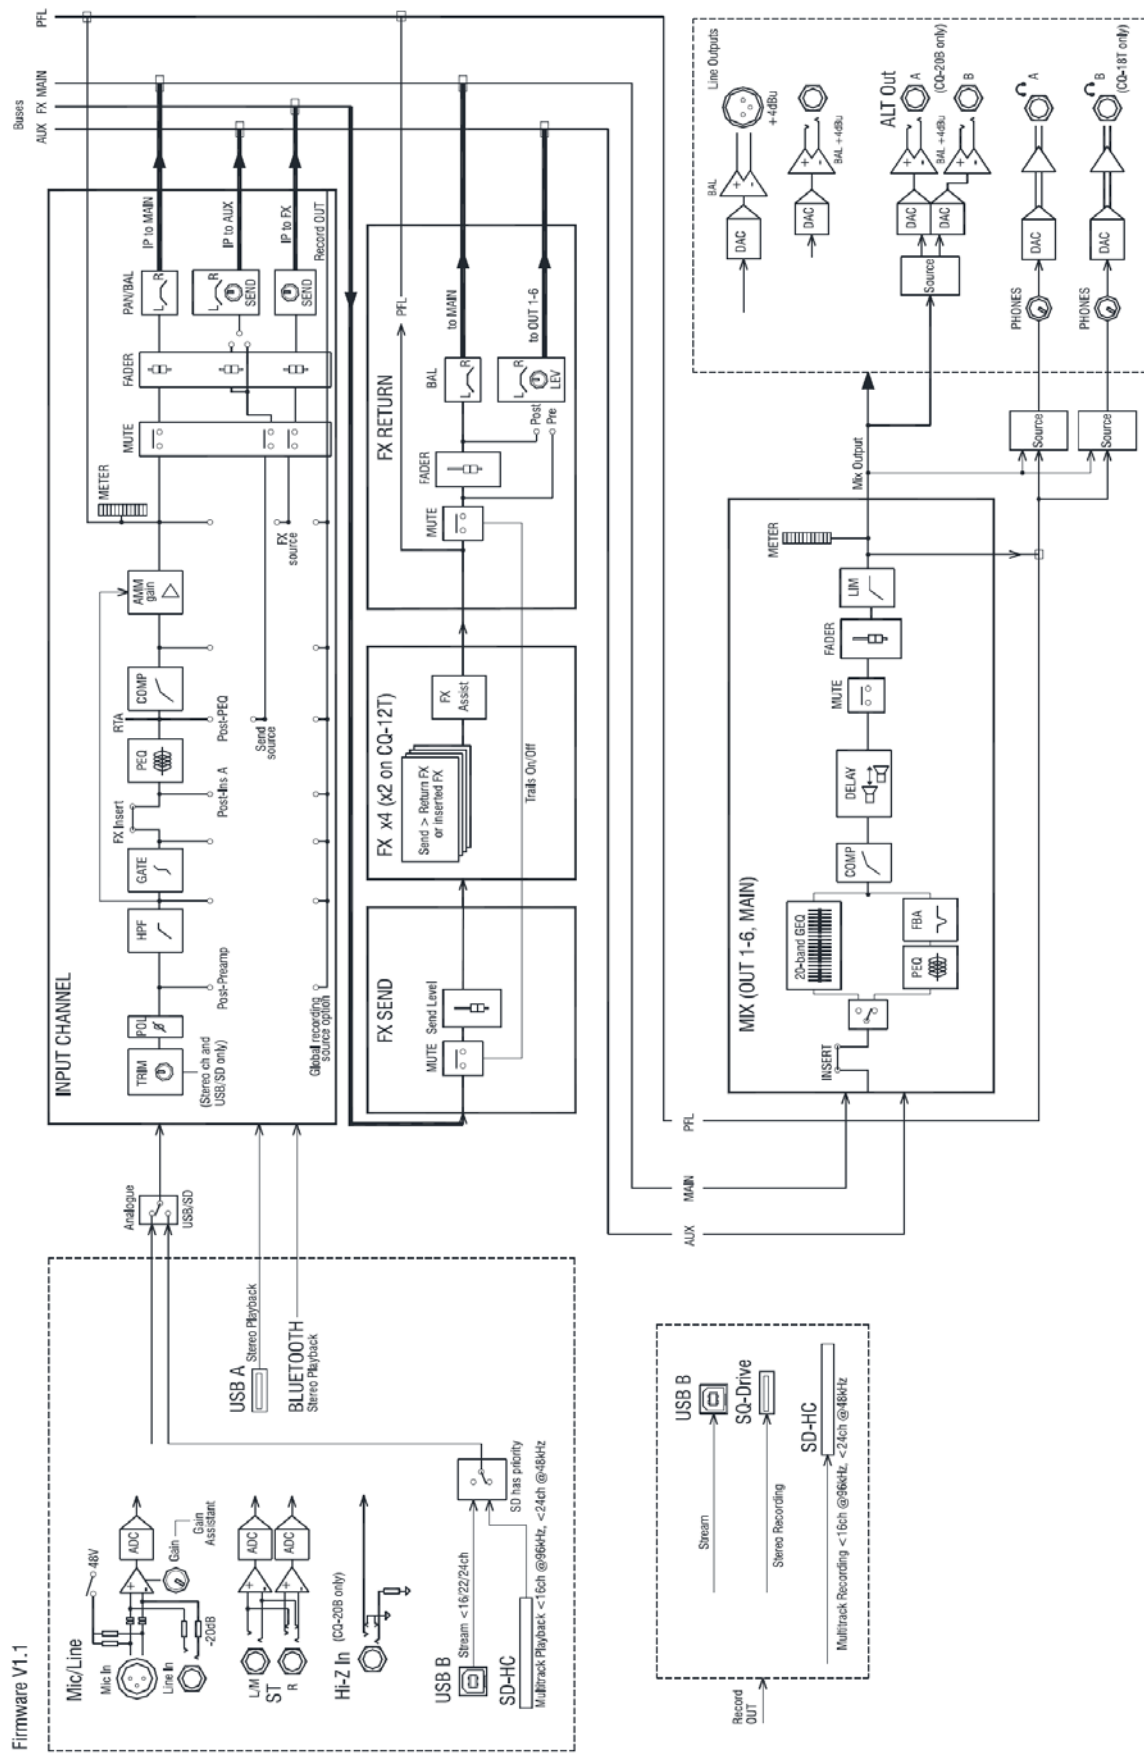 Firmware V1.1
Mic/Line
Mic In
Line In
48V
-20dB
ADC
Gain
Gain
Assistant
L/M
ST
R
ADC
ADC
Hi-Z In (CQ-20B only)
USB B
Stream <16/22/24ch
SD-HC
Multitrack Playback <16ch @96kHz, <24ch @48kHz
SD has priority
USB A
Stereo Playback
BLUETOOTH
Stereo Playback
Analogue
USB/SD
INPUT CHANNEL
TRIM
POL
(Stereo ch and
USB/SD only)
Post-Preamp
HPF
GATE
FX Insert
Post-Ins A
PEQ
RTA
Post-PEQ
COMP
AMM
gain
METER
MUTE
FADER
PAN/BAL
L R
L R
SEND
SEND
Send
source
FX
source
Global recording
source option
IP to MAIN
IP to AUX
IP to FX
Record OUT
Buses
AUX FX MAIN
PFL
FX SEND
MUTE
Send Level
FX x4 (x2 on CQ-12T)
Send > Return FX
or inserted FX
FX
Assist
Trails On/Off
FX RETURN
MUTE
FADER
BAL
L R
Post
Pre
L R
LEV
PFL
to MAIN
to OUT 1-6
PFL
MAIN
AUX
MIX (OUT 1-6, MAIN)
INSERT
20-band GEQ
PEQ
FBA
COMP
DELAY
MUTE
FADER
LIM
METER
Mix Output
Source
Source
Source
Line Outputs
DAC
BAL
+4dBu
DAC
BAL +4dBu
ALT Out
DAC
DAC
BAL +4dBu
A
B
(CQ-20B only)
PHONES
DAC
A
PHONES
DAC
B
(CQ-18T only)
Record
OUT
Stream
USB B
Stereo Recording
SQ-Drive
Multitrack Recording <16ch @96kHz, <24ch @48kHz
SD-HC